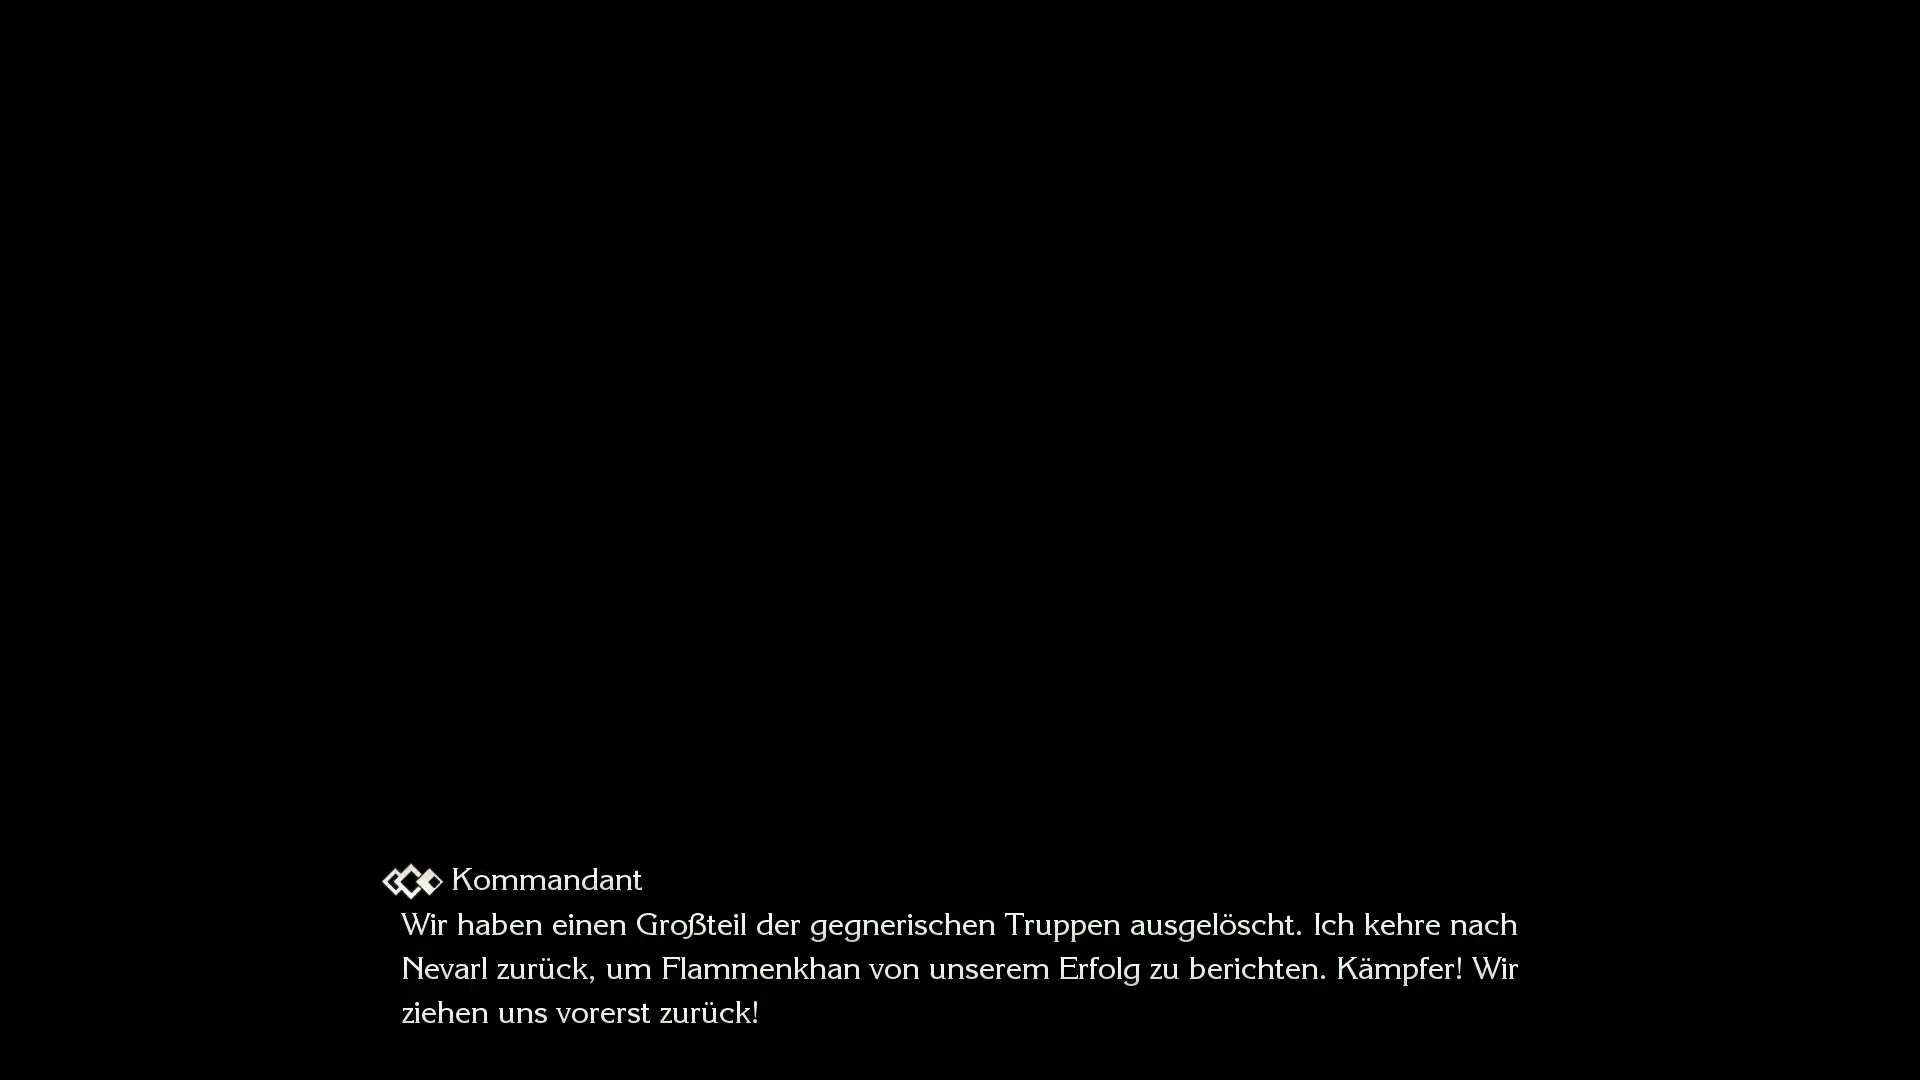 Kommandant
Wir haben einen Großteil der gegnerischen Truppen ausgelöscht. Ich kehre nach
Nevarl zurück, um Flammenkhan von unserem Erfolg zu berichten. Kämpfer! Wir
ziehen uns vorerst zurück!